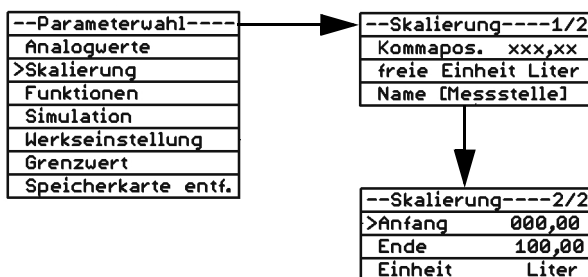 --Parameterwahl----
Analogwerte
>Skalierung
Funktionen
Simulation
Werkseinstellung
Grenzwert
Speicherkarte entf.
--Skalierung----1/2
Kommapos. xxx,xx
freie Einheit Liter
Name [Messstelle]
--Skalierung----2/2
>Anfang 000,00
Ende 100,00
Einheit Liter